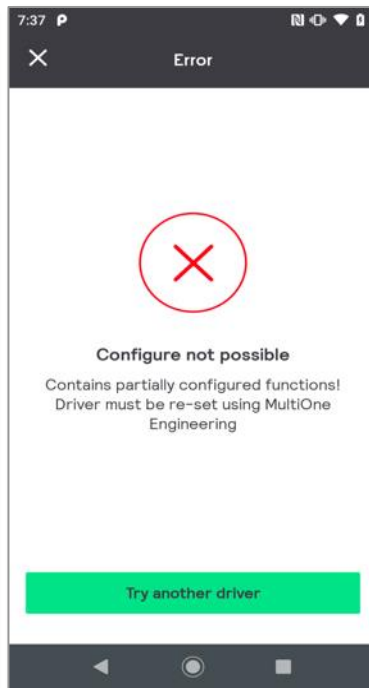 7:37
Error
Configure not possible
Contains partially configured functions!
Driver must be re-set using MultiOne
Engineering
Try another driver